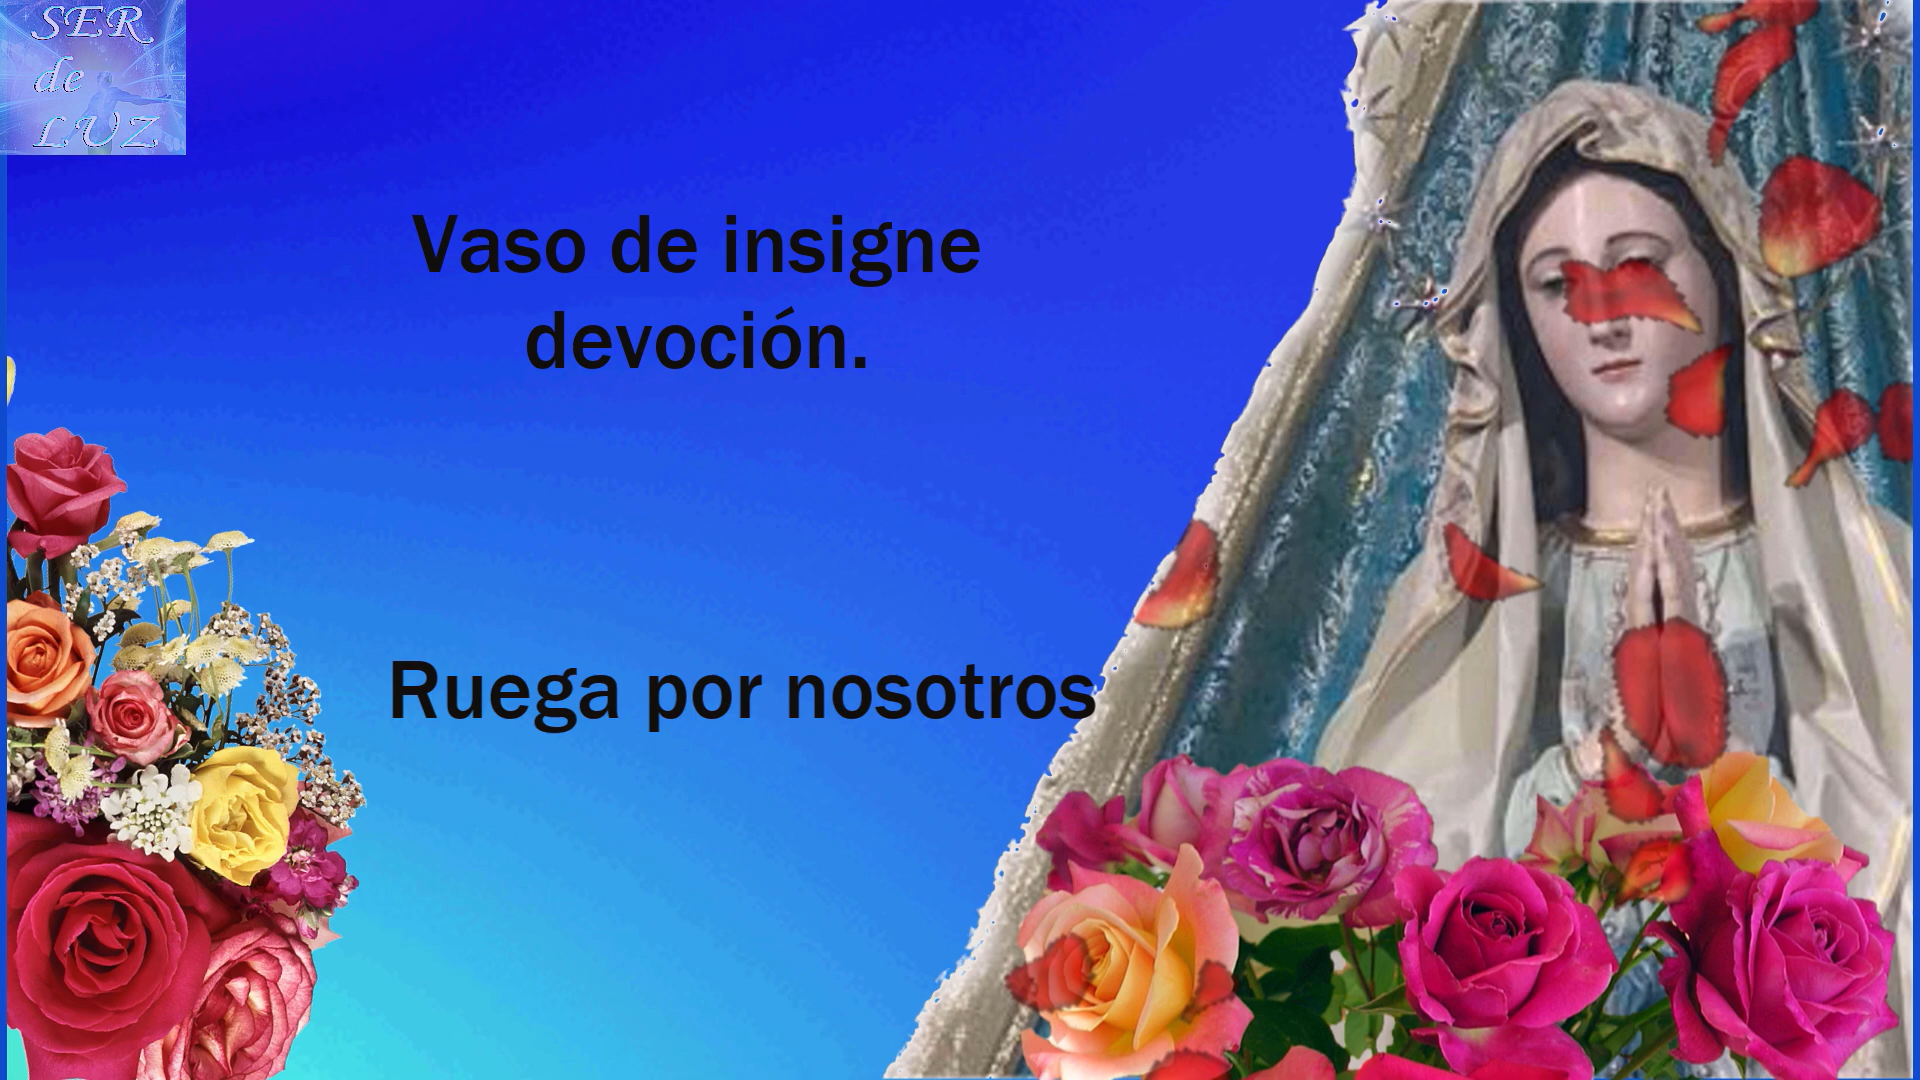 SER
de
LUZ
Vaso de insigne
devoción.
Ruega por nosotros